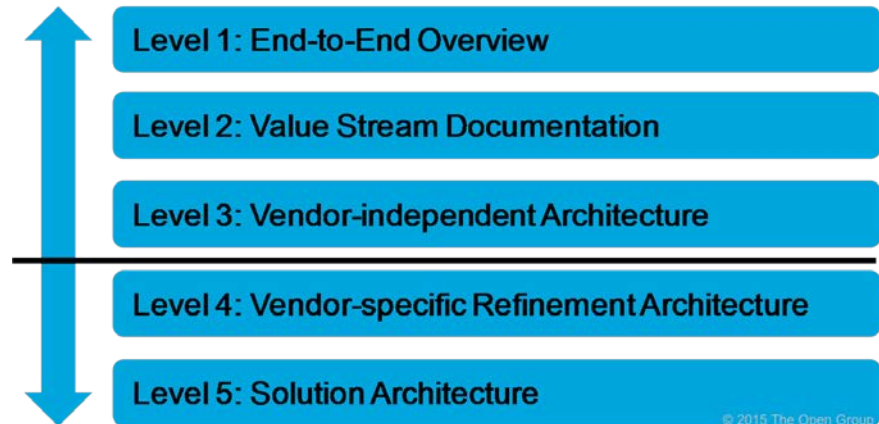 Level 1: End-to-End Overview
Level 2: Value Stream Documentation
Level 3: Vendor-independent Architecture
Level 4: Vendor-specific Refinement Architecture
Level 5: Solution Architecture
© 2015 The Open Group